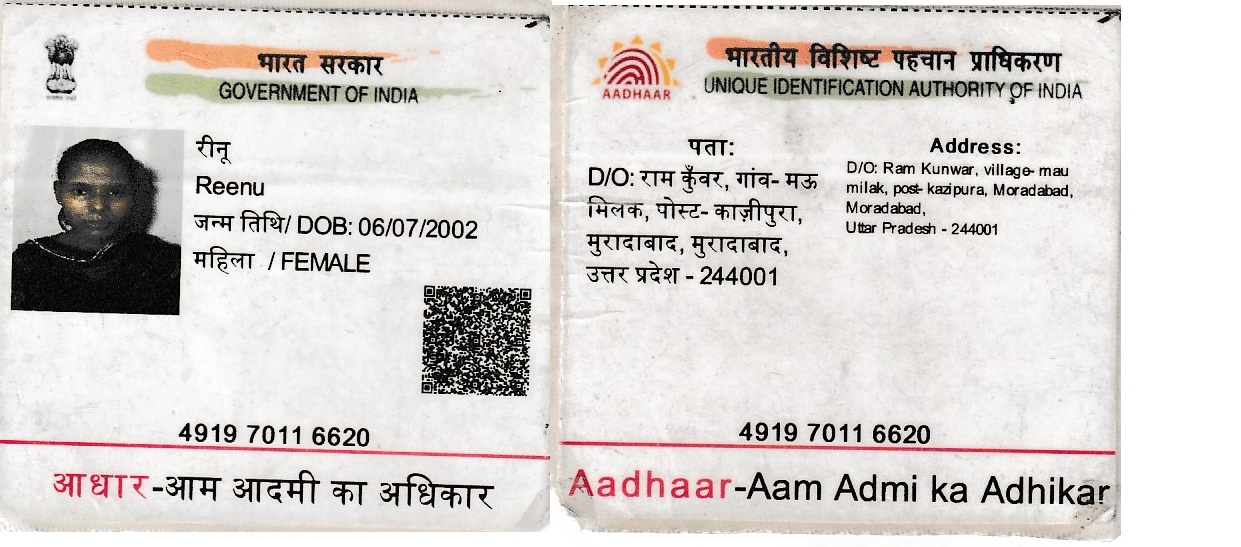 भारत सरकार
GOVERNMENT OF INDIA
रीनू
Reenu
जन्म तिथि/ DOB: 06/07/2002
महिला / FEMALE
4919 7011 6620
आधार-आम आदमी का अधिकार
AADHAAR
भारतीय विशिष्ट पहचान प्राधिकरण
UNIQUE IDENTIFICATION AUTHORITY OF INDIA
पता:
D/O: राम कुँवर, गांव- मऊ
मिलक, पोस्ट- काज़ीपुरा,
मुरादाबाद, मुरादाबाद,
उत्तर प्रदेश - 244001
Address:
D/O: Ram Kunwar, village- mau
milak, post- kazipura, Moradabad,
Moradabad,
Uttar Pradesh - 244001
4919 7011 6620
Aadhaar-Aam Admi ka Adhikar